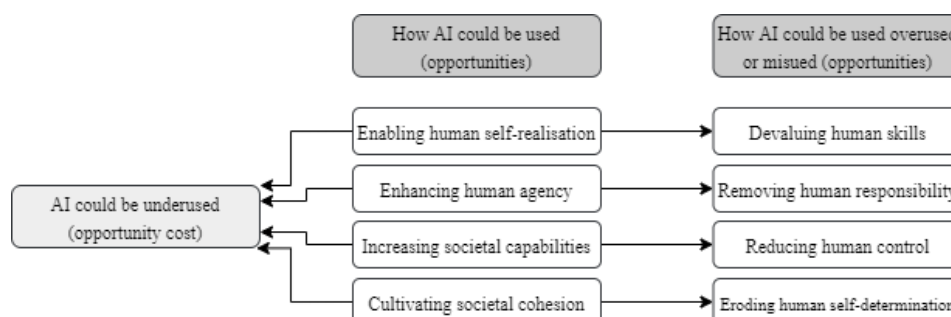 How AI could be used
(opportunities)
How AI could be used overused
or misued (opportunities)
Enabling human self-realisation
Devaluing human skills
Enhancing human agency
Removing human responsibility
AI could be underused
(opportunity cost)
Increasing societal capabilities
Reducing human control
Cultivating societal cohesion
Eroding human self-determination